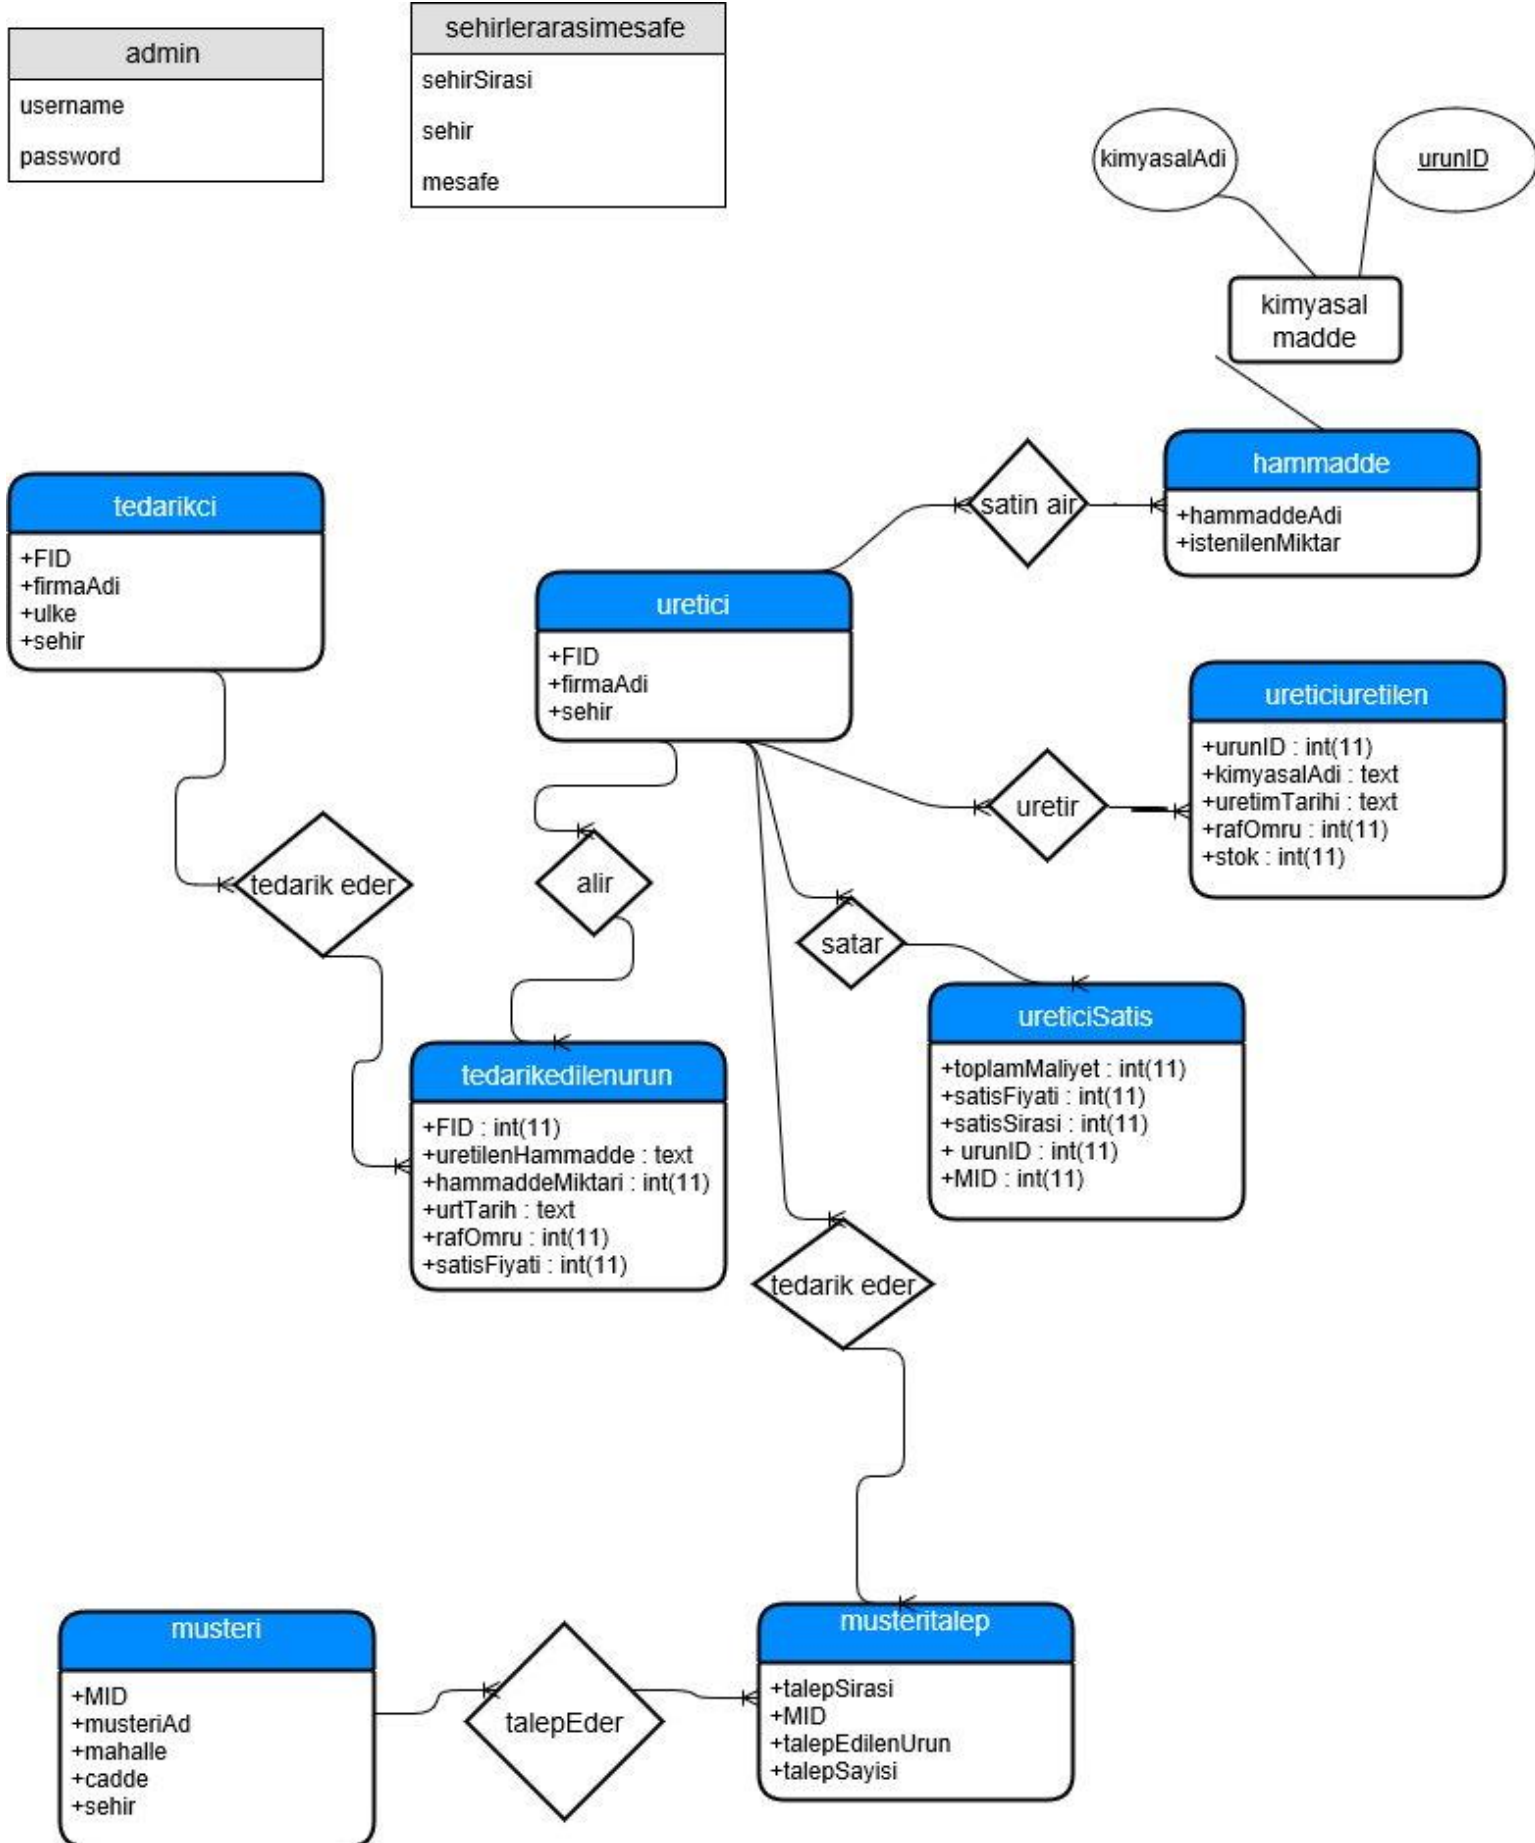 admin
username
password
sehirlerarasimesafe
sehirSirasi
sehir
mesafe
kimyasalAdi
urunID
kimyasal
madde
hammadde
+hammaddeAdi
+istenilenMiktar
satin air
tedarikci
+FID
+firmaAdi
+ulke
+sehir
uretici
+FID
+firmaAdi
+sehir
ureticiuretilen
+urunID : int(11)
+kimyasalAdi : text
+uretimTarihi : text
+rafOmru : int(11)
+stok : int(11)
uretir
tedarik eder
alir
satar
ureticiSatis
+toplamMaliyet : int(11)
+satisFiyati : int(11)
+satisSirasi : int(11)
+ urunID : int(11)
+MID : int(11)
tedarikedilenurun
+FID : int(11)
+uretilenHammadde : text
+hammaddeMiktari : int(11)
+urtTarih : text
+rafOmru : int(11)
+satisFiyati : int(11)
tedarik eder
musteri
+MID
+musteriAd
+mahalle
+cadde
+sehir
talepEder
musteritalep
+talepSirasi
+MID
+talepEdilenUrun
+talepSayisi